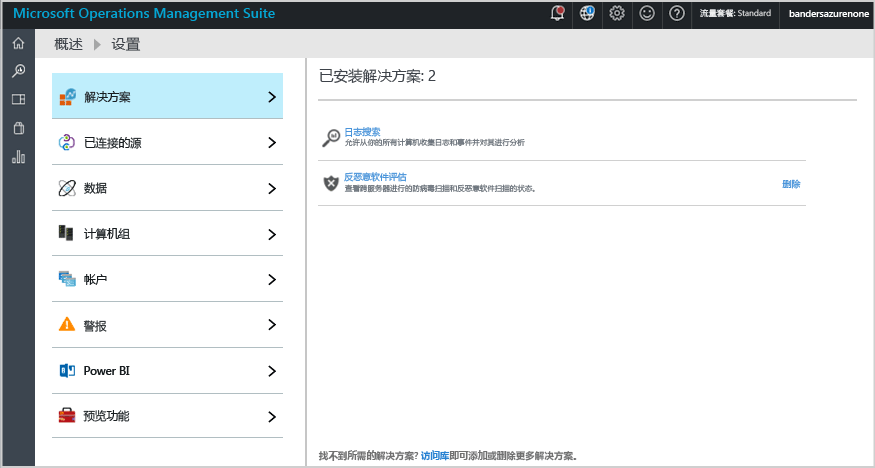 Microsoft Operations Management Suite
流量套餐: Standard
bandersazurenone
概述 设置
解决方案
已连接的源
数据
计算机组
帐户
警报
Power BI
预览功能
已安装解决方案: 2
日志搜索
允许从你的所有计算机收集日志和事件并对其进行分析
反恶意软件评估
查看跨服务器进行的防病毒扫描和反恶意软件扫描的状态。
删除
找不到所需的解决方案? 访问库即可添加或删除更多解决方案。